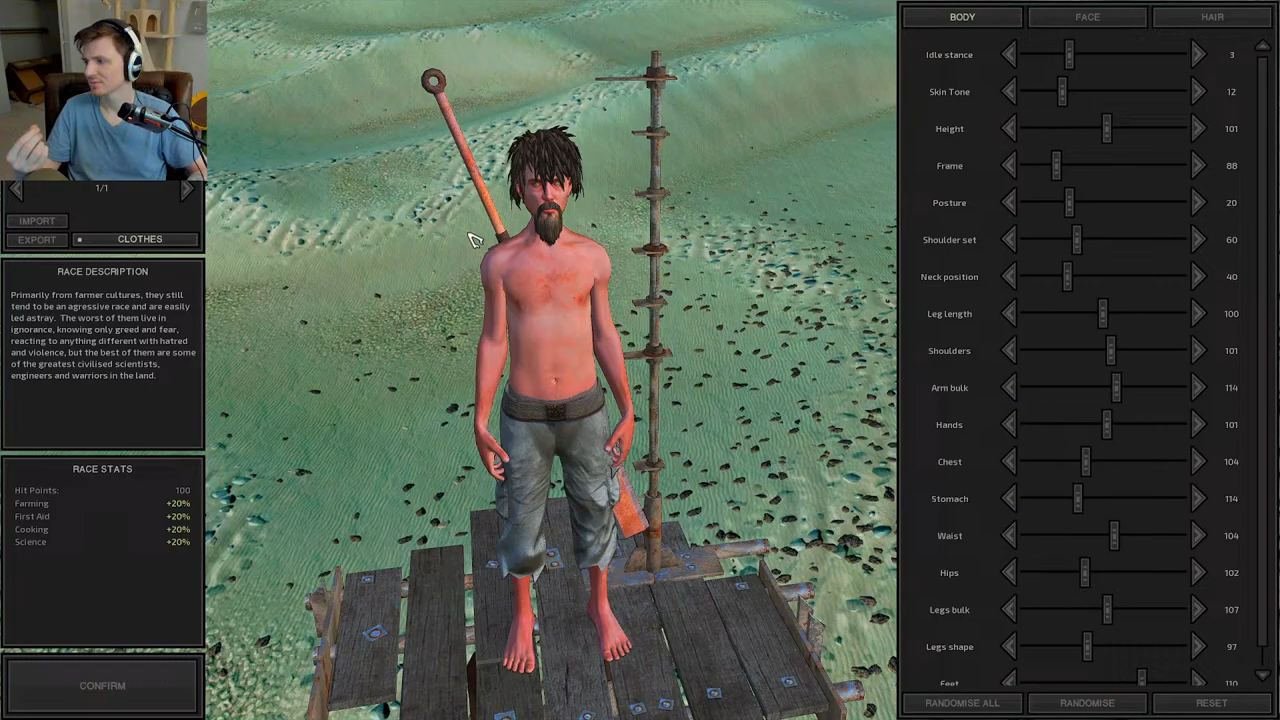 1/1
IMPORT
EXPORT
CLOTHES
RACE DESCRIPTION
Primarily from farmer cultures, they still
tend to be an agressive race and are easily
led astray. The worst of them live in
ignorance, knowing only greed and fear,
reacting to anything different with hatred
and violence, but the best of them are some
of the greatest civilised scientists,
engineers and warriors in the land.
RACE STATS
Hit Points: 100
Farming +20%
First Aid +20%
Cooking +20%
Science +20%
CONFIRM
BODY FACE HAIR
Idle stance 3
Skin Tone 12
Height 101
Frame 88
Posture 20
Shoulder set 60
Neck position 40
Leg length 100
Shoulders 101
Arm bulk 114
Hands 101
Chest 104
Stomach 114
Waist 104
Hips 102
Legs bulk 107
Legs shape 97
Feet 110
RANDOMISE ALL RANDOMISE RESET